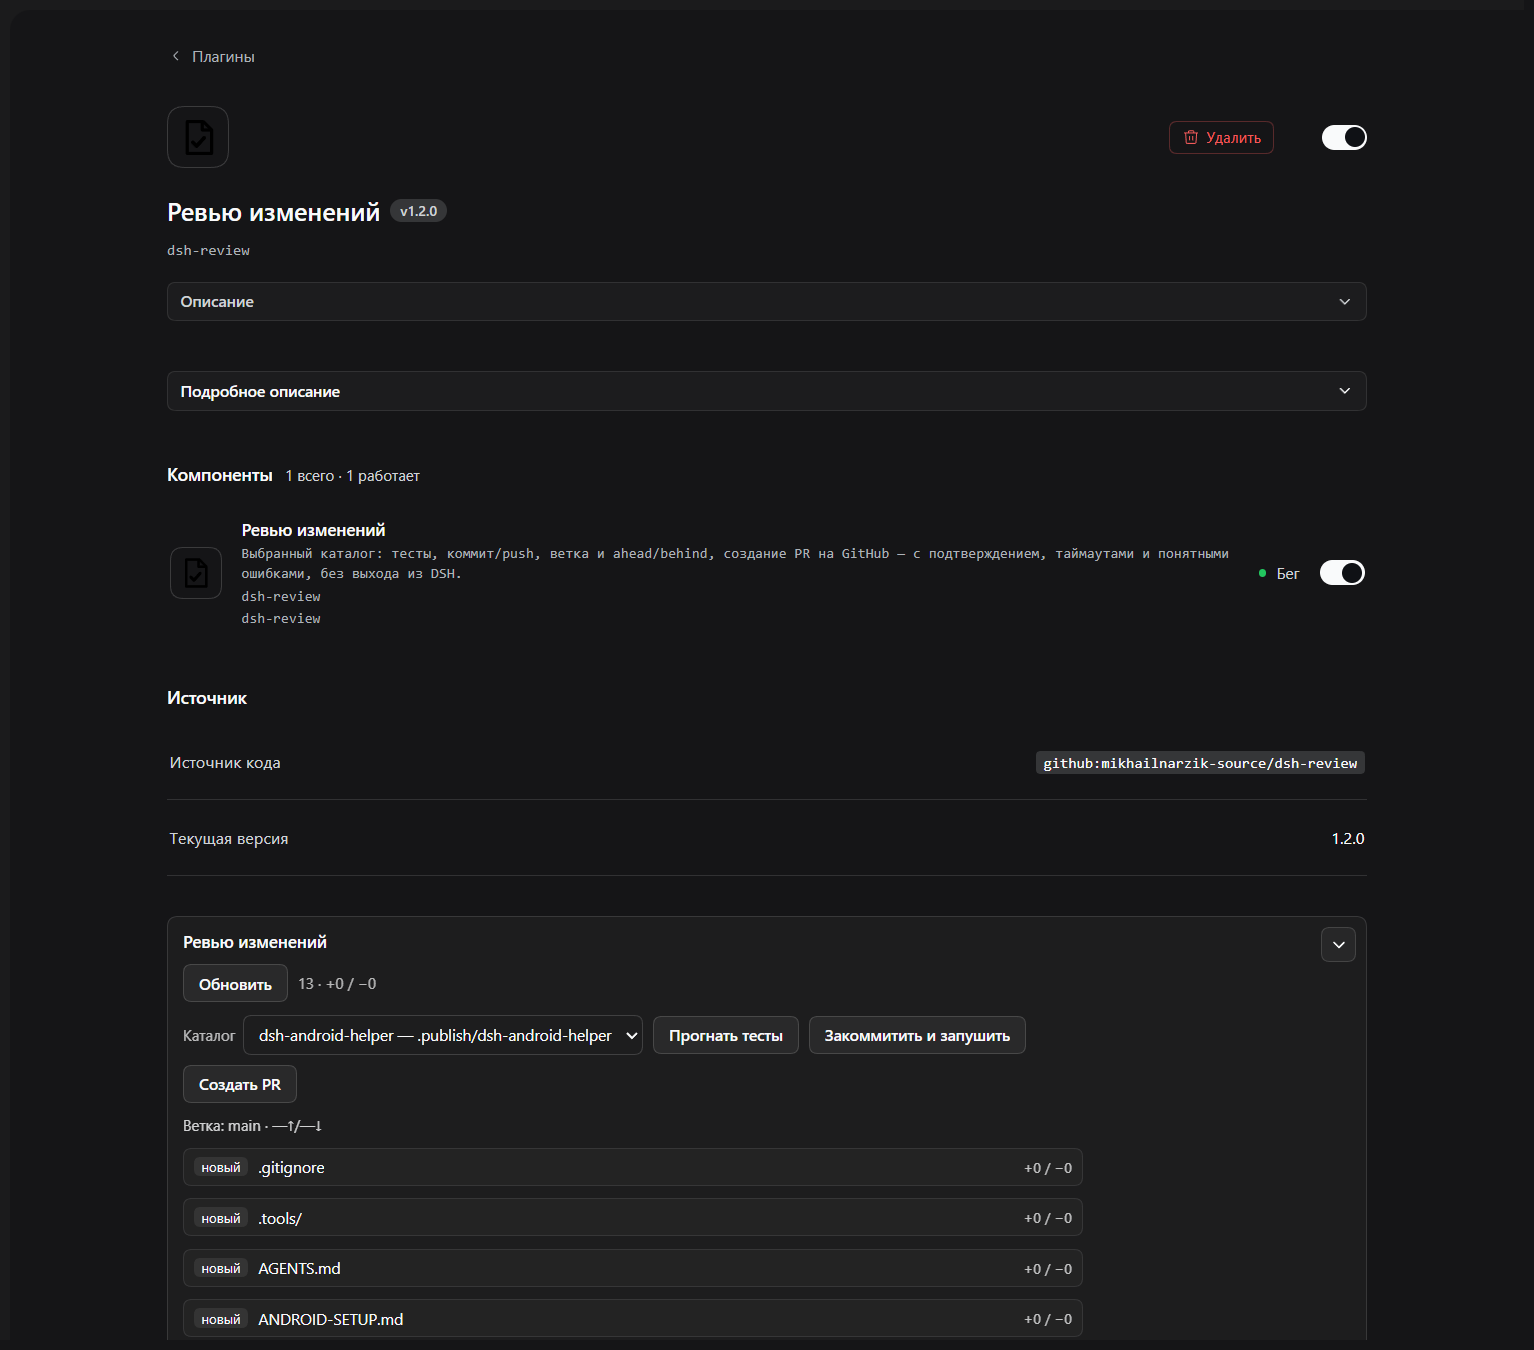 Плагины
Удалить
Ревью изменений v1.2.0
dsh-review
Описание
Подробное описание
Компоненты 1 всего · 1 работает
Ревью изменений
Выбранный каталог: тесты, коммит/push, ветка и ahead/behind, создание PR на GitHub — с подтверждением, таймаутами и понятными
ошибками, без выхода из DSH.
Бег
dsh-review
dsh-review
Источник
Источник кода github:mikhailnarzik-source/dsh-review
Текущая версия 1.2.0
Ревью изменений
Обновить 13 · +0 / −0
Каталог dsh-android-helper — .publish/dsh-android-helper Прогнать тесты Закоммитить и запушить
Создать PR
Ветка: main · —↑/—↓
новый .gitignore +0 / −0
новый .tools/ +0 / −0
новый AGENTS.md +0 / −0
новый ANDROID-SETUP.md +0 / −0